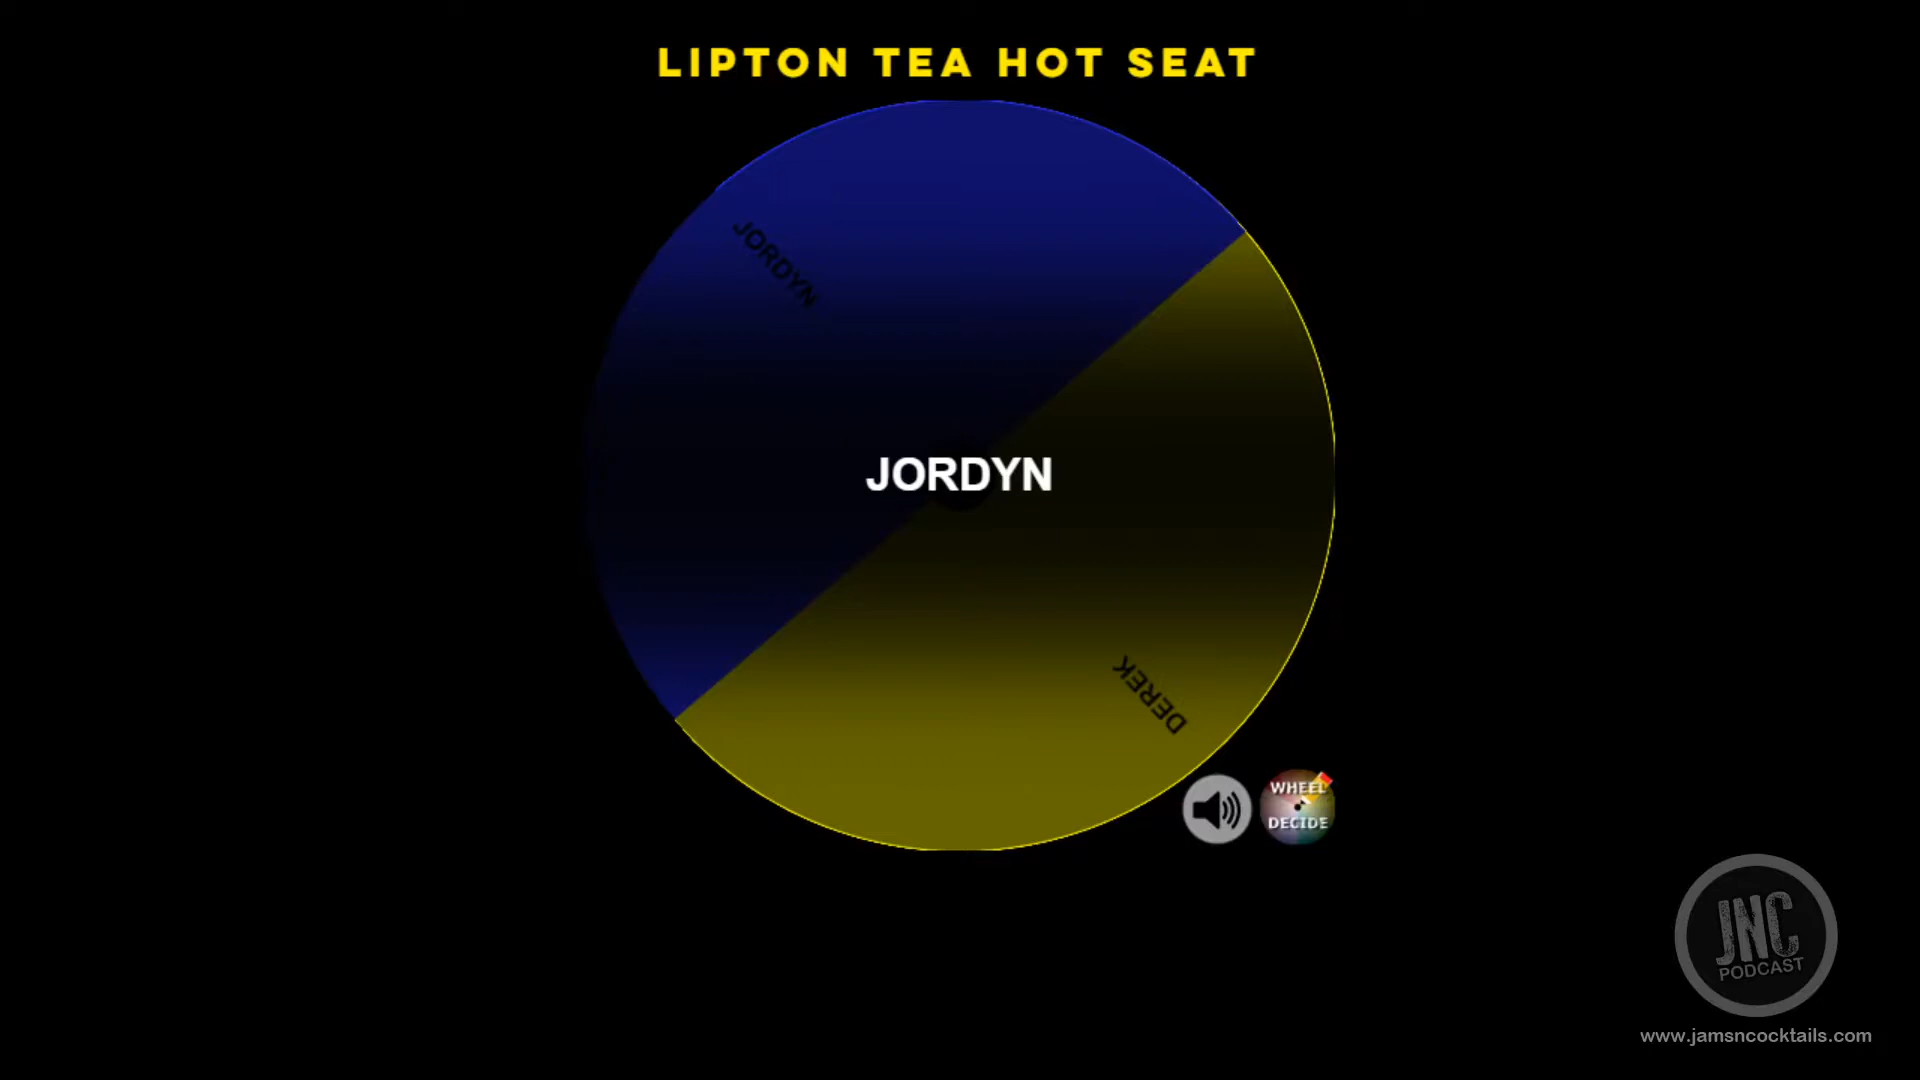 LIPTON TEA HOT SEAT
JORDYN
JORDYN
DEREK
WHEEL
DECIDE
JNC
PODCAST
www.jamsncocktails.com